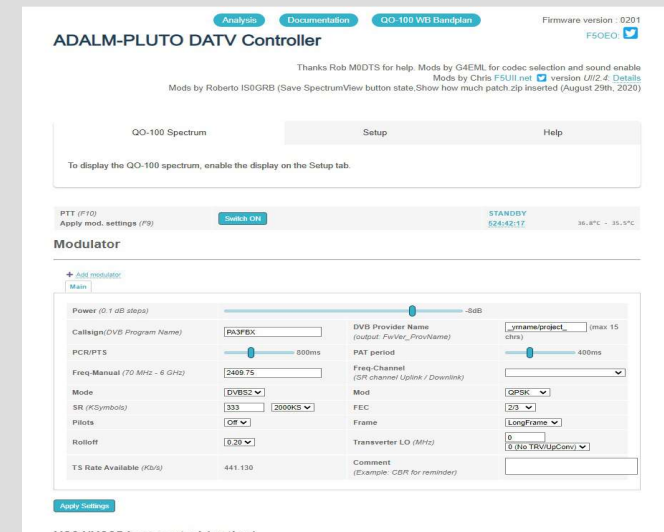 Analysis Documentation QO-100 WB Bandplan Firmware version : 0201
ADALM-PLUTO DATV Controller F5OEO:
Thanks Rob M0DTS for help. Mods by G4EML for codec selection and sound enable
Mods by Chris F5UII.net version UII2.4: Details
Mods by Roberto IS0GRB (Save SpectrumView button state,Show how much patch.zip inserted (August 29th, 2020)
QO-100 Spectrum Setup Help
To display the QO-100 spectrum, enable the display on the Setup tab.
PTT (F10) Switch ON STANDBY
Apply mod. settings (F9) 524:42:17 36.8°C - 35.5°C
Modulator
+ Add modulator
Main
Power (0.1 dB steps) -8dB
Callsign(DVB Program Name) PA3FBX DVB Provider Name (output: FwVer_ProvName) _yrname/project_ (max 15 chrs)
PCR/PTS 800ms PAT period 400ms
Freq-Manual (70 MHz - 6 GHz) 2409.75 Freq-Channel (SR channel Uplink / Downlink)
Mode DVBS2 Mod QPSK
SR (KSymbols) 333 2000KS FEC 2/3
Pilots Off Frame LongFrame
Rolloff 0.20 Transverter LO (MHz) 0 0 (No TRV/UpConv)
TS Rate Available (Kb/s) 441.130 Comment (Example: CBR for reminder)
Apply Settings